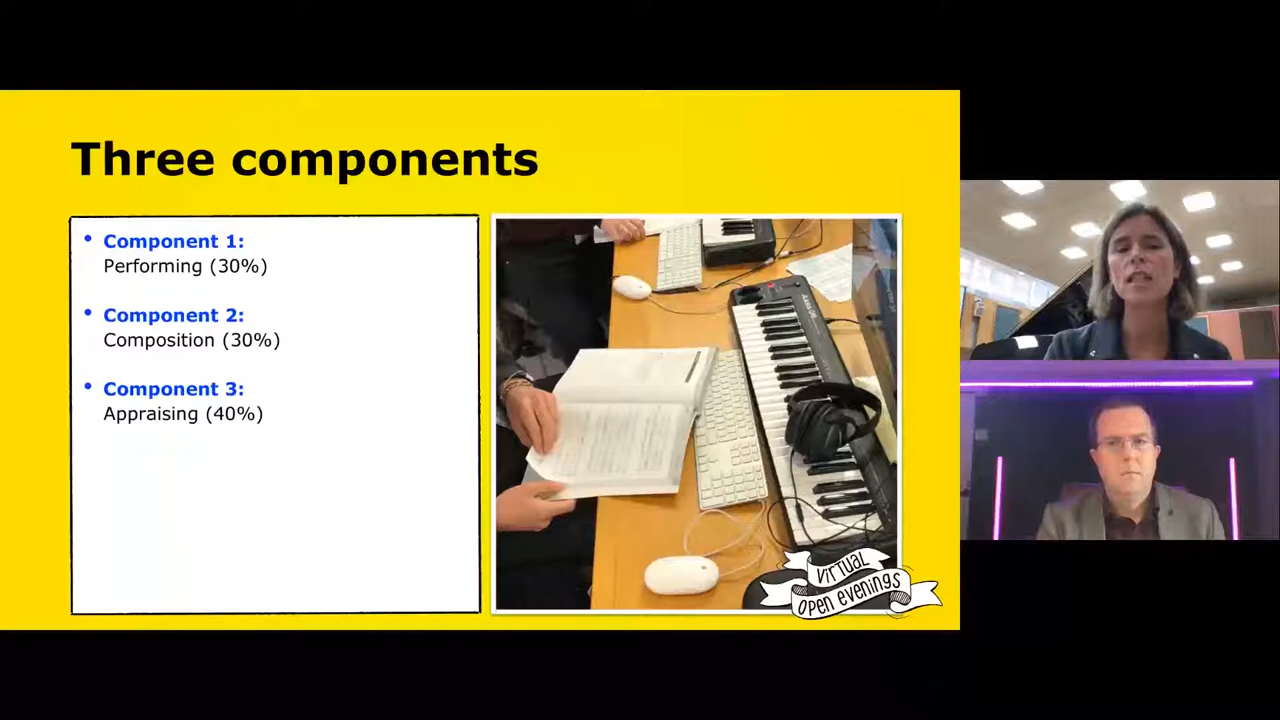 Three components
• Component 1:
Performing (30%)
• Component 2:
Composition (30%)
• Component 3:
Appraising (40%)
VIRTUAL
OPEN EVENINGS